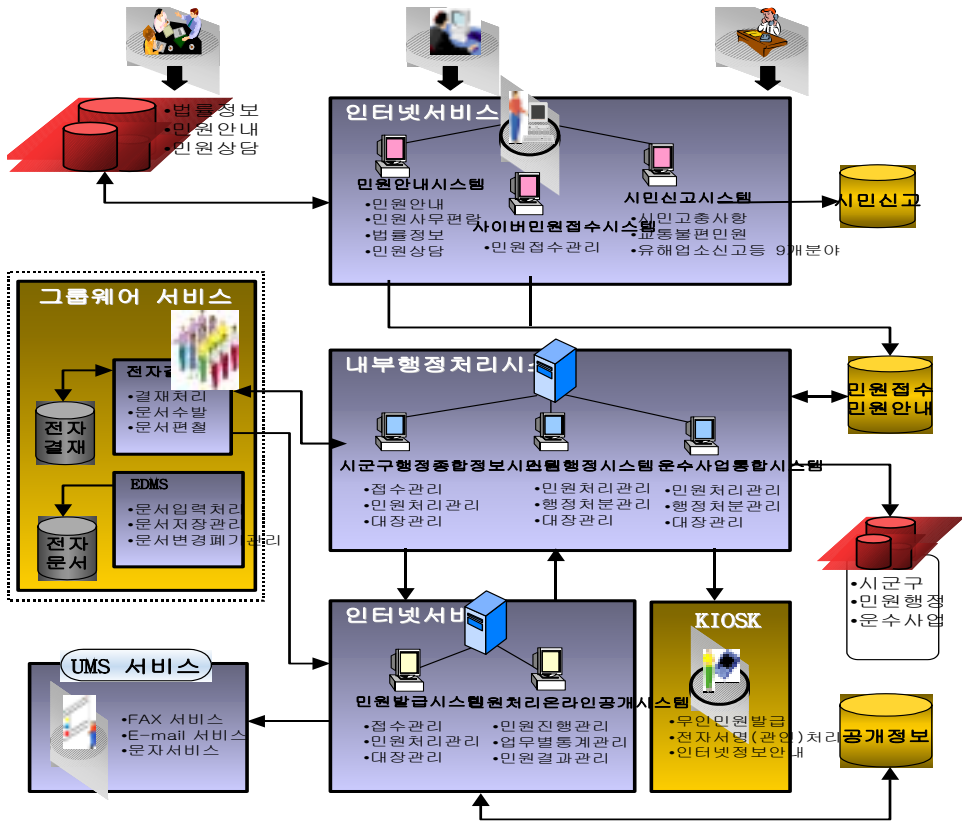 •법률정보
•민원안내
•민원상담
인터넷서비스
민원안내시스템
•민원안내
•민원사무편람
•법률정보
•민원상담
사이버민원접수시스템
•민원접수관리
시민신고시스템
•시민고충사항
•교통불편민원
•유해업소신고등 9개분야
시민신고
그룹웨어 서비스
전자결
•결재처리
•문서수발
•문서편철
전자
결재
EDMS
•문서입력처리
•문서저장관리
•문서변경폐기관리
전자
문서
내부행정처리시스
시군구행정종합정보시스템
•접수관리
•민원처리관리
•대장관리
민원행정시스템
•민원처리관리
•행정처분관리
•대장관리
운수사업통합시스템
•민원처리관리
•행정처분관리
•대장관리
민원접수
민원안내
•시군구
•민원행정
•운수사업
인터넷서비
민원발급시스템
•접수관리
•민원처리관리
•대장관리
민원처리온라인공개시스템
•민원진행관리
•업무별통계관리
•민원결과관리
KIOSK
•무인민원발급
•전자서명(관인)처리
•인터넷정보안내
공개정보
UMS 서비스
•FAX 서비스
•E-mail 서비스
•문자서비스